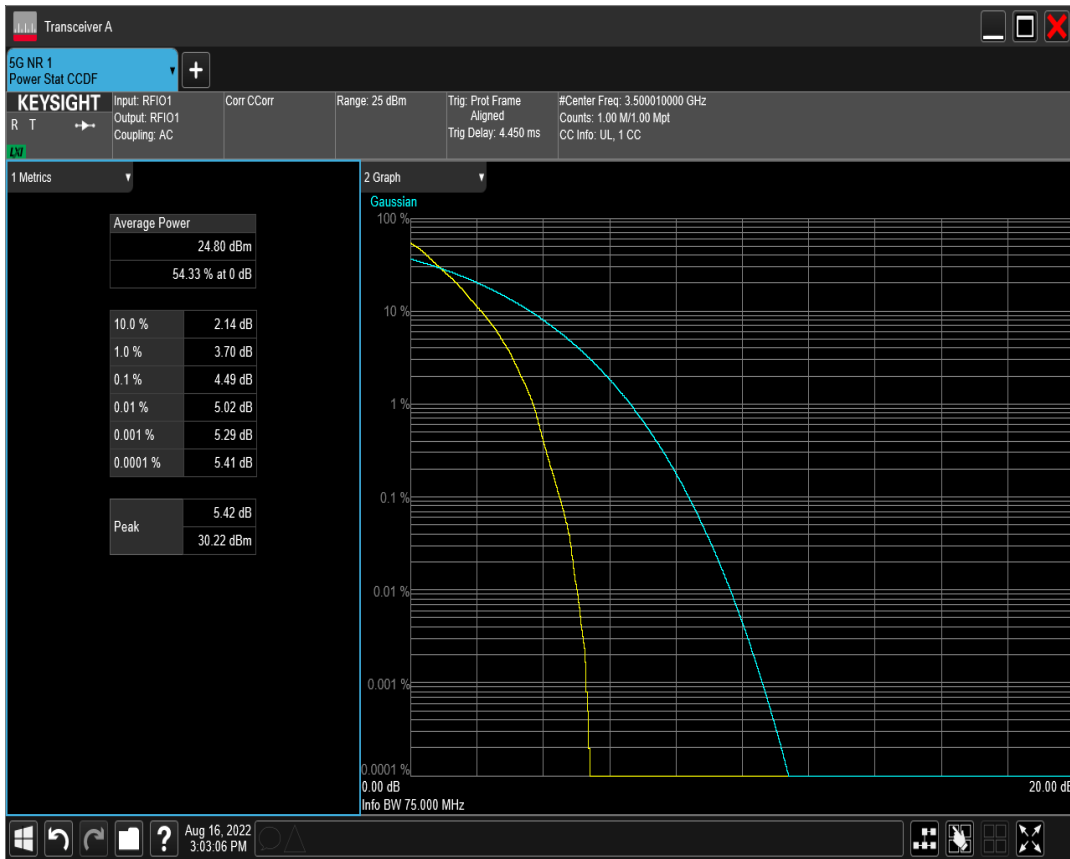 Transceiver A
5G NR 1
Power Stat CCDF
+
KEYSIGHT
R T
LXI
Input: RFIO1
Output: RFIO1
Coupling: AC
Corr CCorr
Range: 25 dBm
Trig: Prot Frame
Aligned
Trig Delay: 4.450 ms
#Center Freq: 3.500010000 GHz
Counts: 1.00 M/1.00 Mpt
CC Info: UL, 1 CC
1 Metrics
Average Power
24.80 dBm
54.33 % at 0 dB
10.0 % 2.14 dB
1.0 % 3.70 dB
0.1 % 4.49 dB
0.01 % 5.02 dB
0.001 % 5.29 dB
0.0001 % 5.41 dB
Peak
5.42 dB
30.22 dBm
2 Graph
Gaussian
100 %
10 %
1 %
0.1 %
0.01 %
0.001 %
0.0001 %
0.00 dB
20.00 dB
Info BW 75.000 MHz
?
Aug 16, 2022
3:03:06 PM